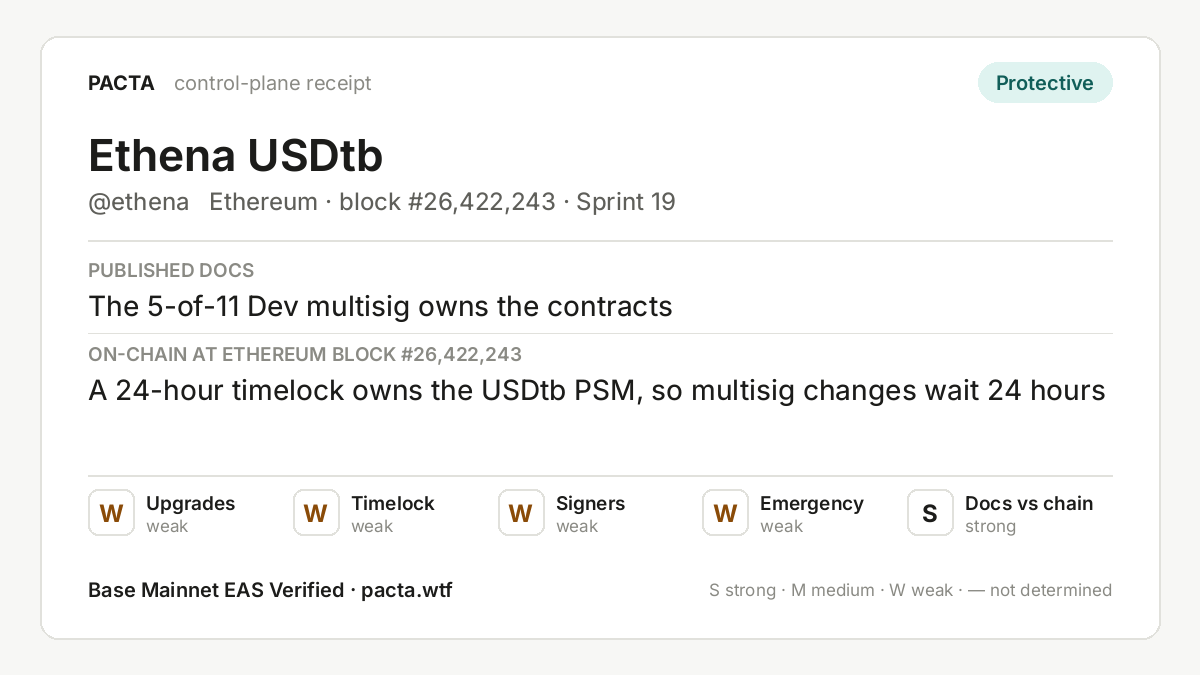 PACTA control-plane receipt Protective
Ethena USDtb
@ethena Ethereum · block #26,422,243 · Sprint 19
PUBLISHED DOCS
The 5-of-11 Dev multisig owns the contracts
ON-CHAIN AT ETHEREUM BLOCK #26,422,243
A 24-hour timelock owns the USDtb PSM, so multisig changes wait 24 hours
W Upgrades weak
W Timelock weak
W Signers weak
W Emergency weak
S Docs vs chain strong
Base Mainnet EAS Verified · pacta.wtf
S strong · M medium · W weak · — not determined